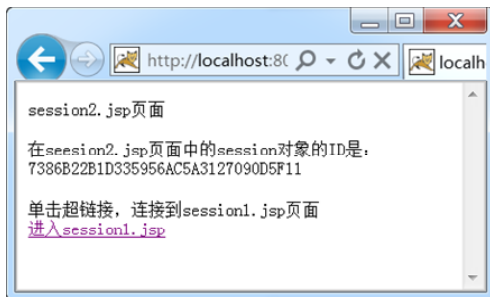 http://localhost:80
localh
session2.jsp页面
在seesion2.jsp页面中的session对象的ID是：
7386B22B1D335956AC5A3127090D5F11
单击超链接，连接到session1.jsp页面
进入session1.jsp